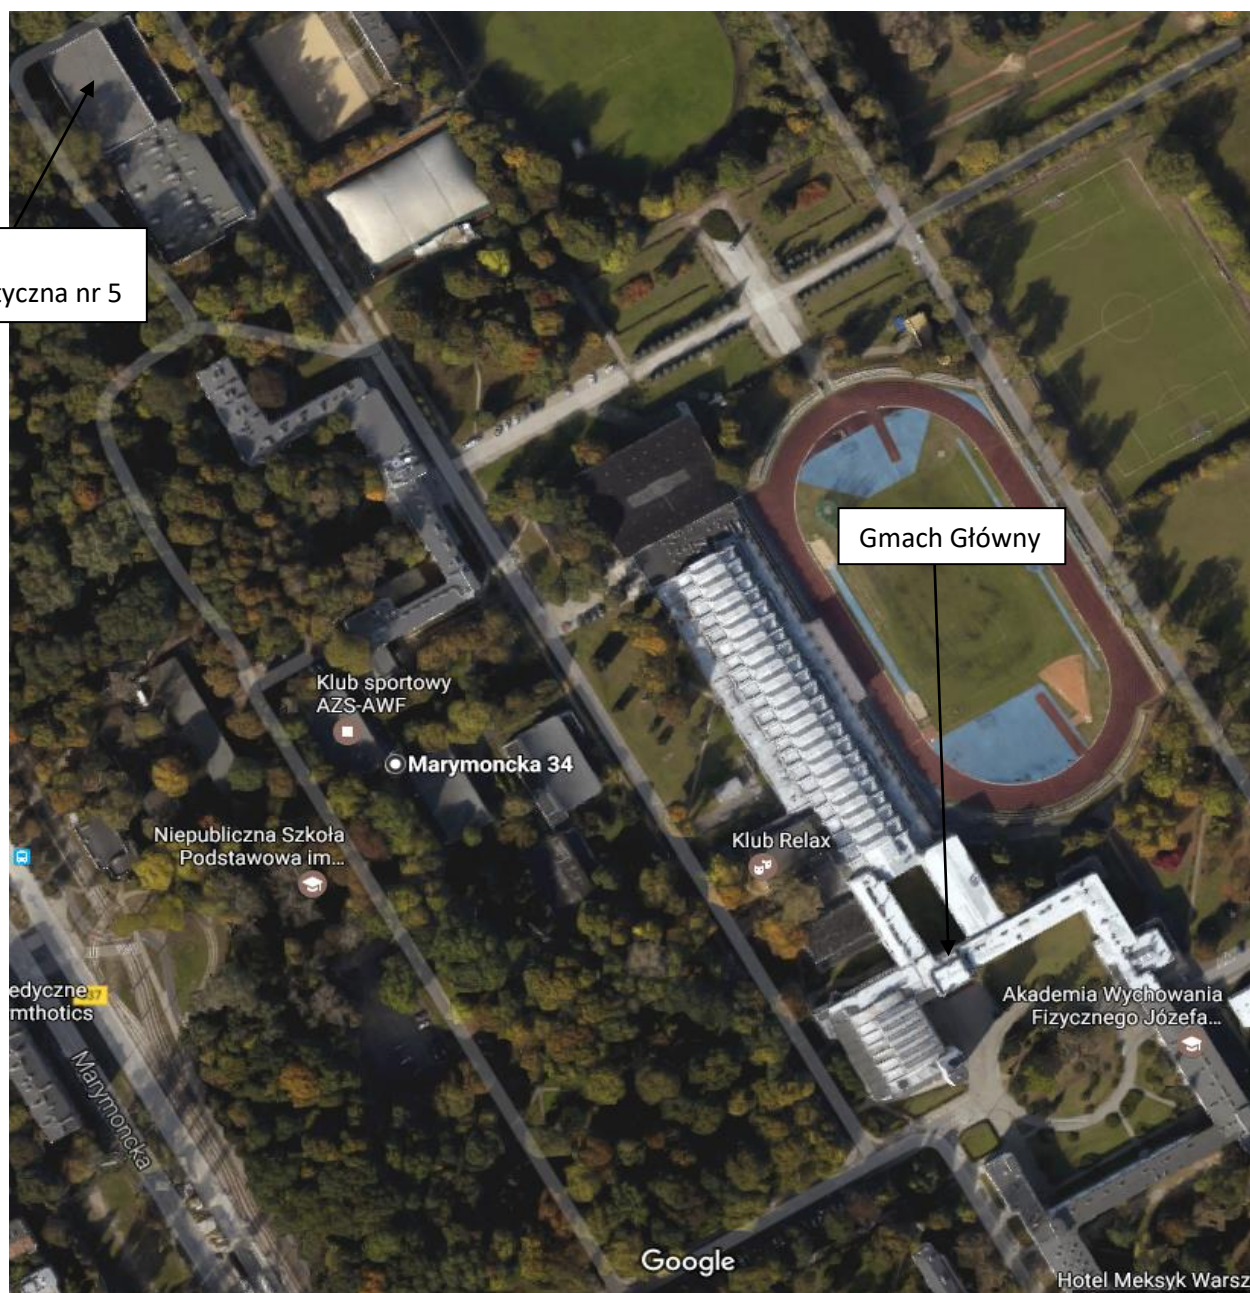 yczna nr 5
Gmach Główny
Klub sportowy
AZS-AWF
Marymoncka 34
Niepubliczna Szkoła
Podstawowa im...
Klub Relax
edyczne
mthotics
Akademia Wychowania
Fizycznego Józefa...
Marymoncka
Google
Hotel Meksyk Warsz